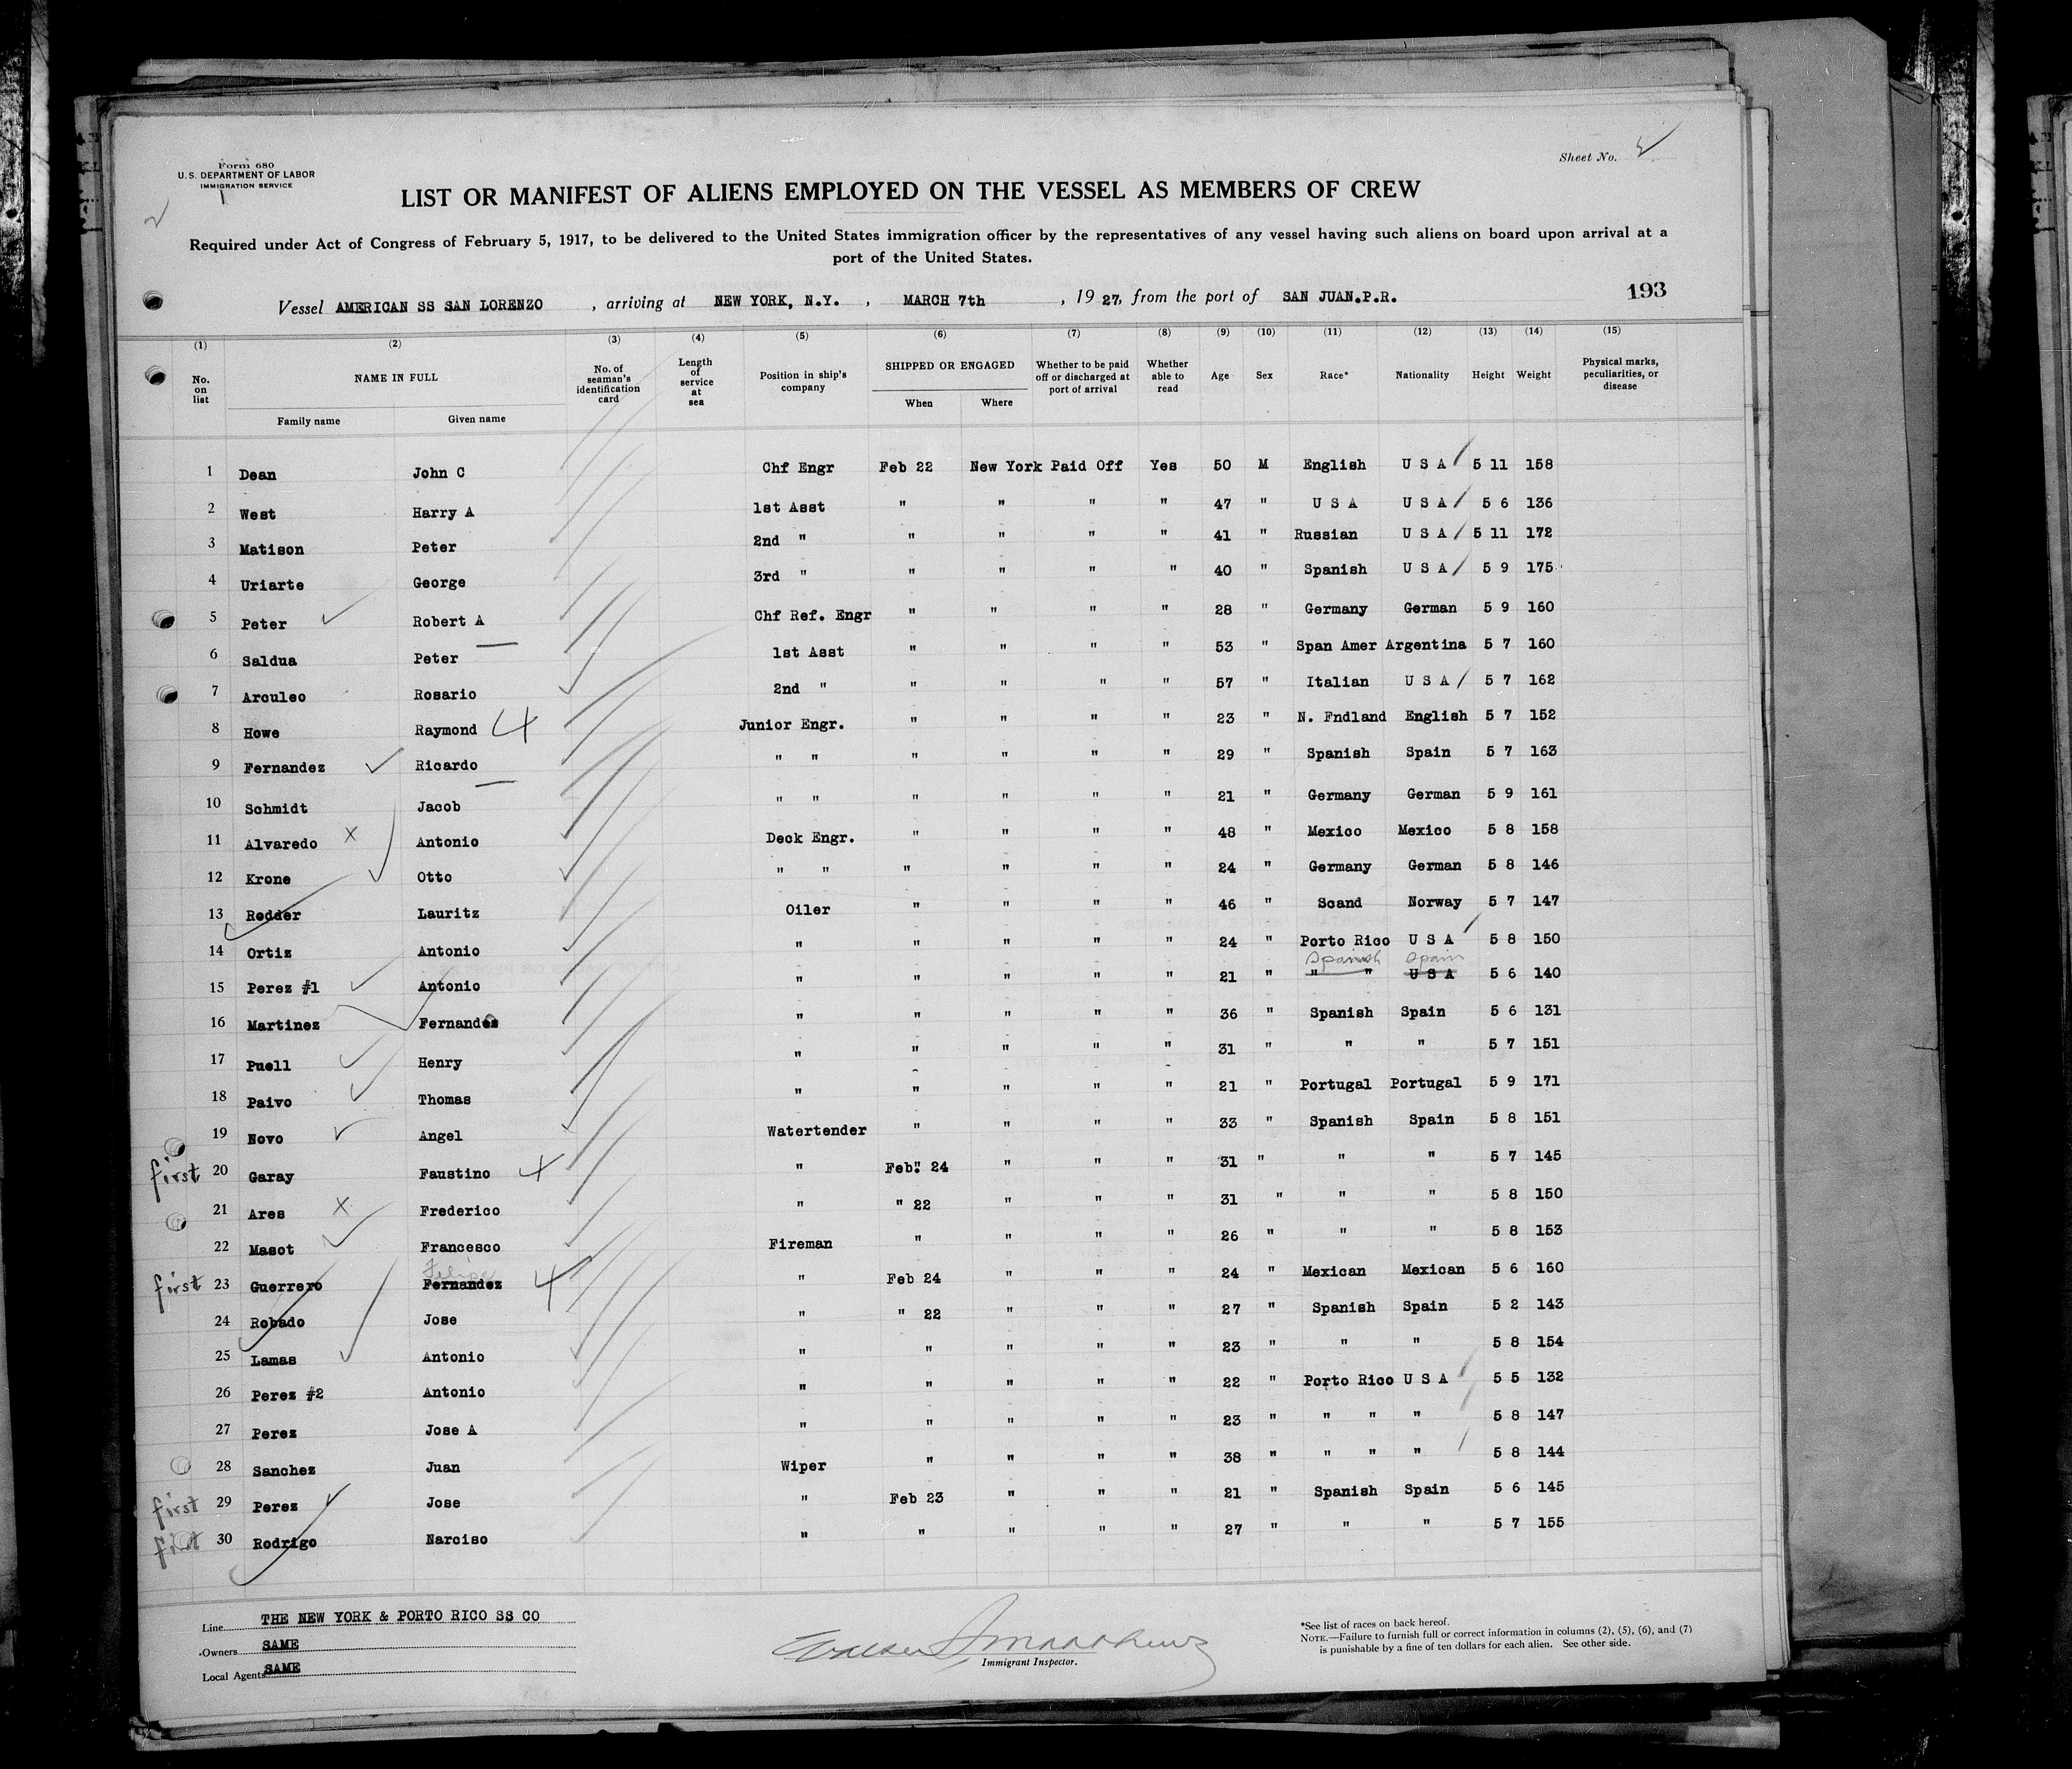 Form 680
U.S. DEPARTMENT OF LABOR
IMMIGRATION SERVICE
Sheet No.
LIST OR MANIFEST OF ALIENS EMPLOYED ON THE VESSEL AS MEMBERS OF CREW
Required under Act of Congress of February 5, 1917, to be delivered to the United States immigration officer by the representatives of any vessel having such aliens on board upon arrival at a
port of the United States.
Vessel AMERICAN SS SAN LORENZO, arriving at NEW YORK, N.Y., MARCH 7th, 1927, from the port of SAN JUAN.P.R. 193
(1) (2) (3) (4) (5) (6) (7) (8) (9) (10) (11) (12) (13) (14) (15)
No. on list NAME IN FULL Family name Given name No. of seaman's identification card Length of service at sea Position in ship's company SHIPPED OR ENGAGED When Where Whether to be paid off or discharged at port of arrival Whether able to read Age Sex Race* Nationality Height Weight Physical marks, peculiarities, or disease
1 Dean John C Chf Engr Feb 22 New York Paid Off Yes 50 M English U S A 5 11 158
2 West Harry A 1st Asst " " " " 47 " U S A U S A 5 6 136
3 Matison Peter 2nd " " " " " 41 " Russian U S A 5 11 172
4 Uriarte George 3rd " " " " " 40 " Spanish U S A 5 9 175
5 Peter Robert A Chf Ref. Engr " " " " 28 " Germany German 5 9 160
6 Saldua Peter 1st Asst " " " " 53 " Span Amer Argentina 5 7 160
7 Arculeo Rosario 2nd " " " " " 57 " Italian U S A 5 7 162
8 Howe Raymond 4 Junior Engr. " " " " 23 " N. Fndland English 5 7 152
9 Fernandez Ricardo " " " " " " 29 " Spanish Spain 5 7 163
10 Schmidt Jacob " " " " " " 21 " Germany German 5 9 161
11 Alvaredo X Antonio Deck Engr. " " " " 48 " Mexico Mexico 5 8 158
12 Krone Otto " " " " " " 24 " Germany German 5 8 146
13 Rodder Lauritz Oiler " " " " 46 " Scand Norway 5 7 147
14 Ortiz Antonio " " " " " 24 " Porto Rico U S A 5 8 150
Spanish Spain
15 Perez #1 Antonio " " " " " 21 " " " U S A 5 6 140
16 Martinez Fernando " " " " " 36 " Spanish Spain 5 6 131
17 Puell Henry " " " " " 31 " " " 5 7 151
18 Paivo Thomas " " " " " 21 " Portugal Portugal 5 9 171
19 Novo Angel Watertender " " " " 33 " Spanish Spain 5 8 151
first 20 Garay Faustino 4 " Feb" 24 " " " 31 " " " 5 7 145
21 Ares X Frederico " " 22 " " " 31 " " " 5 8 150
22 Masot Francesco Fireman " " " " 26 " " " 5 8 153
Felipe
first 23 Guerrero Fernandez 4 " Feb 24 " " " 24 " Mexican Mexican 5 6 160
24 Robado Jose " " 22 " " " 27 " Spanish Spain 5 2 143
25 Lamas Antonio " " " " " 23 " " " 5 8 154
26 Perez #2 Antonio " " " " " 22 " Porto Rico U S A 5 5 132
27 Perez Jose A " " " " " 23 " " " " 5 8 147
28 Sanchez Juan Wiper " " " " 38 " " " " 5 8 144
first 29 Perez Jose " Feb 23 " " " 21 " Spanish Spain 5 6 145
first 30 Rodrigo Narciso " " " " " 27 " " " 5 7 155
Line THE NEW YORK & PORTO RICO SS CO
Owners SAME
Local Agents SAME
Immigrant Inspector.
*See list of races on back hereof.
NOTE.—Failure to furnish full or correct information in columns (2), (5), (6), and (7)
is punishable by a fine of ten dollars for each alien. See other side.